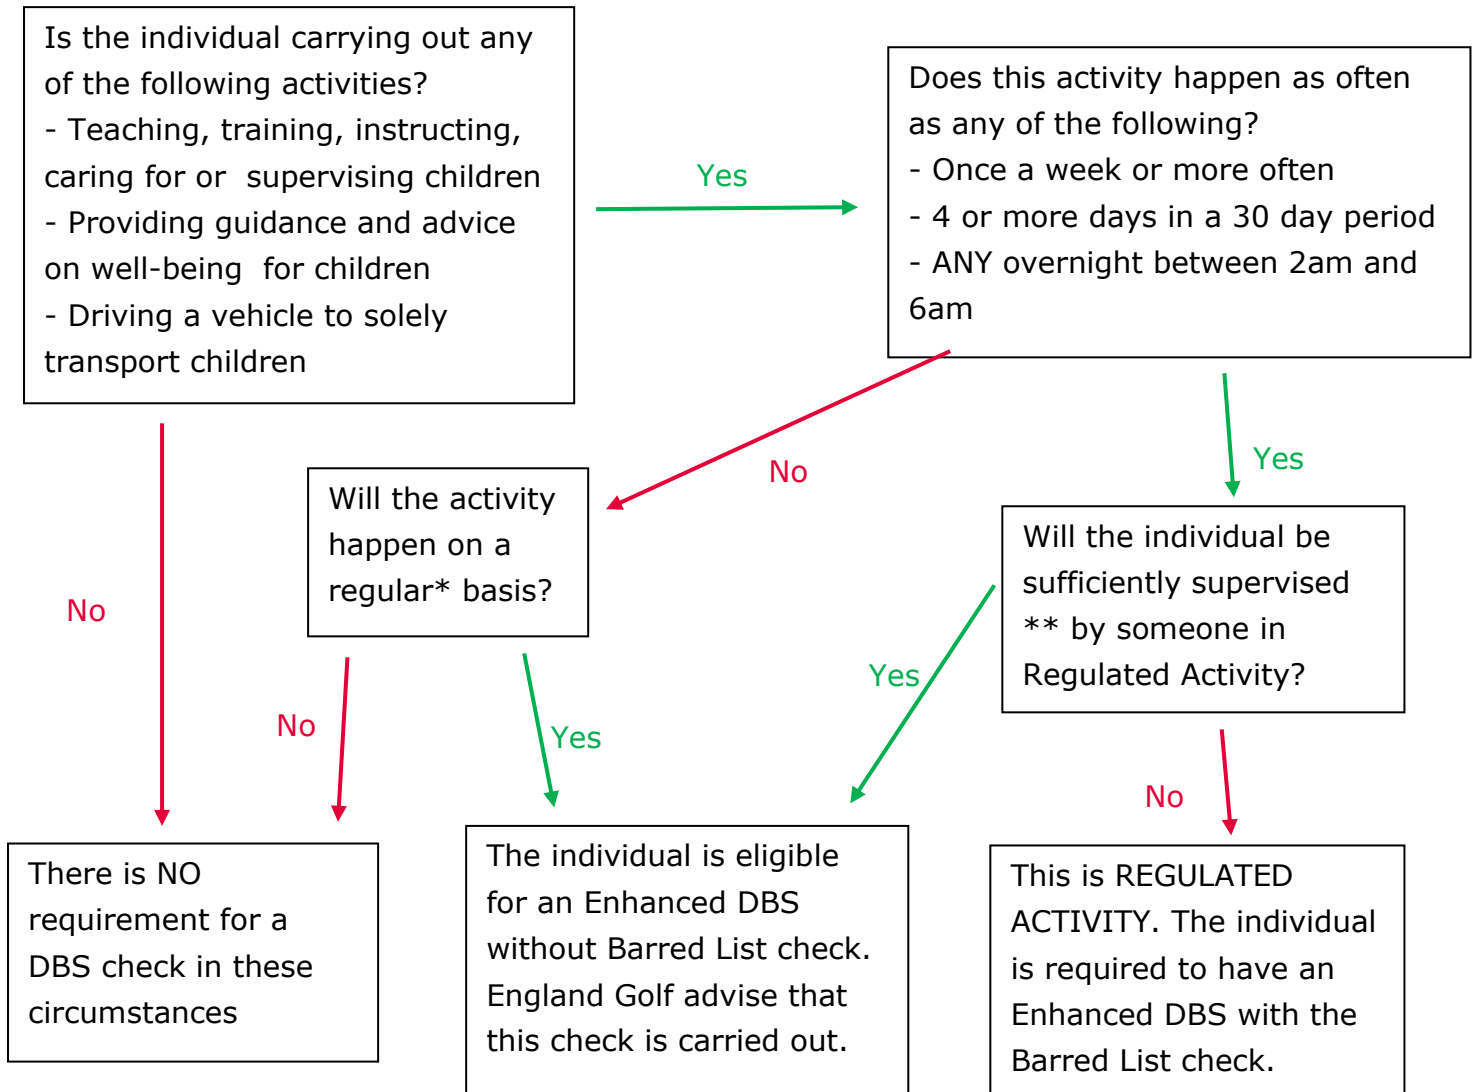 Is the individual carrying out any
of the following activities?
- Teaching, training, instructing,
caring for or supervising children
- Providing guidance and advice
on well-being for children
- Driving a vehicle to solely
transport children
Yes
Does this activity happen as often
as any of the following?
- Once a week or more often
- 4 or more days in a 30 day period
- ANY overnight between 2am and
6am
No
No
Yes
Will the activity
happen on a
regular* basis?
Will the individual be
sufficiently supervised
** by someone in
Regulated Activity?
No
Yes
Yes
No
There is NO
requirement for a
DBS check in these
circumstances
The individual is eligible
for an Enhanced DBS
without Barred List check.
England Golf advise that
this check is carried out.
This is REGULATED
ACTIVITY. The individual
is required to have an
Enhanced DBS with the
Barred List check.